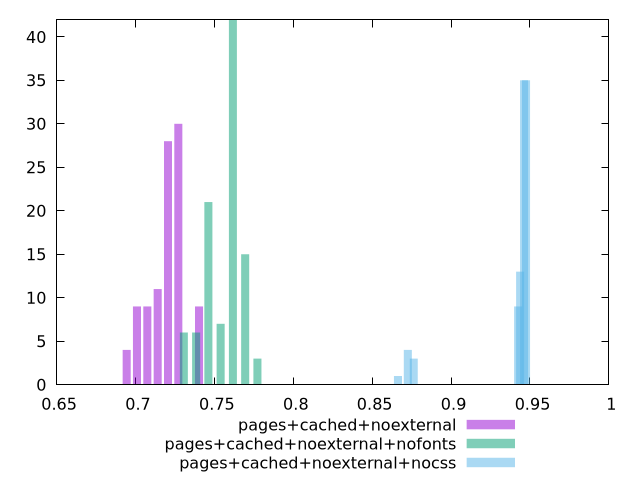 40
35
30
25
20
15
10
5
0
0.65 0.7 0.75 0.8 0.85 0.9 0.95 1
pages+cached+noexternal
pages+cached+noexternal+nofonts
pages+cached+noexternal+nocss